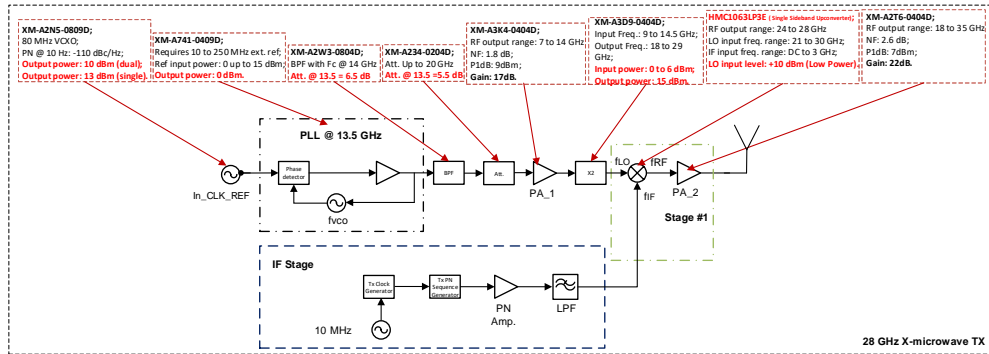 XM-A2N5-0809D;
80 MHz VCXO;
PN @ 10 Hz: -110 dBc/Hz;
Output power: 10 dBm (dual);
Output power: 13 dBm (single).
XM-A741-0409D;
Requires 10 to 250 MHz ext. ref;
Ref input power: 0 up to 15 dBm;
Output power: 0 dBm.
XM-A2W3-0804D;
BPF with Fc @ 14 GHz
Att. @ 13.5 = 6.5 dB
XM-A234-0204D;
Att. Up to 20 GHz
Att. @ 13.5 =5.5 dB
XM-A3K4-0404D;
RF output range: 7 to 14 GHz
NF: 1.8 dB;
P1dB: 9dBm;
Gain: 17dB.
XM-A3D9-0404D;
Input Freq.: 9 to 14.5 GHz;
Output Freq.: 18 to 29
GHz;
Input power: 0 to 6 dBm;
Output power: 15 dBm.
HMC1063LP3E ( Single Sideband Upconverter);
RF output range: 24 to 28 GHz
LO input freq. range: 21 to 30 GHz;
IF input freq. range: DC to 3 GHz;
LO input level: +10 dBm (Low Power).
XM-A2T6-0404D;
RF output range: 18 to 35 GHz
NF: 2.6 dB;
P1dB: 7dBm;
Gain: 22dB.
PLL @ 13.5 GHz
In_CLK_REF
Phase
detector
fvco
BPF
Att.
PA_1
X2
fLO
fRF
fIF
PA_2
Stage #1
IF Stage
Tx Clock
Generator
Tx PN
Sequence
Generator
PN
Amp.
LPF
10 MHz
28 GHz X-microwave TX